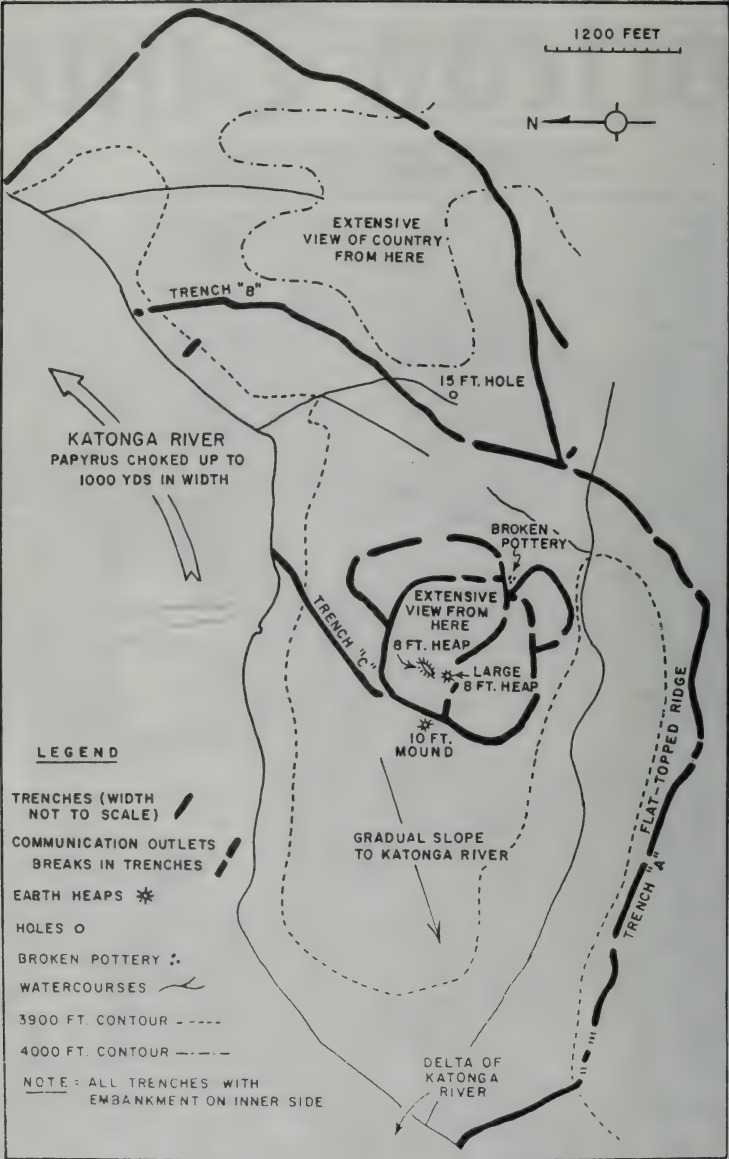 1200 FEET
N
EXTENSIVE
VIEW OF COUNTRY
FROM HERE
TRENCH "B"
15 FT. HOLE
KATONGA RIVER
PAPYRUS CHOKED UP TO
1000 YDS IN WIDTH
BROKEN
POTTERY
EXTENSIVE
VIEW FROM
HERE
8 FT. HEAP
LARGE
8 FT. HEAP
TRENCH "C"
10 FT.
MOUND
FLAT-TOPPED RIDGE
TRENCH "A"
GRADUAL SLOPE
TO KATONGA RIVER
DELTA OF
KATONGA
RIVER
LEGEND
TRENCHES (WIDTH
NOT TO SCALE)
COMMUNICATION OUTLETS
BREAKS IN TRENCHES
EARTH HEAPS
HOLES
BROKEN POTTERY
WATERCOURSES
3900 FT. CONTOUR
4000 FT. CONTOUR
NOTE: ALL TRENCHES WITH
EMBANKMENT ON INNER SIDE